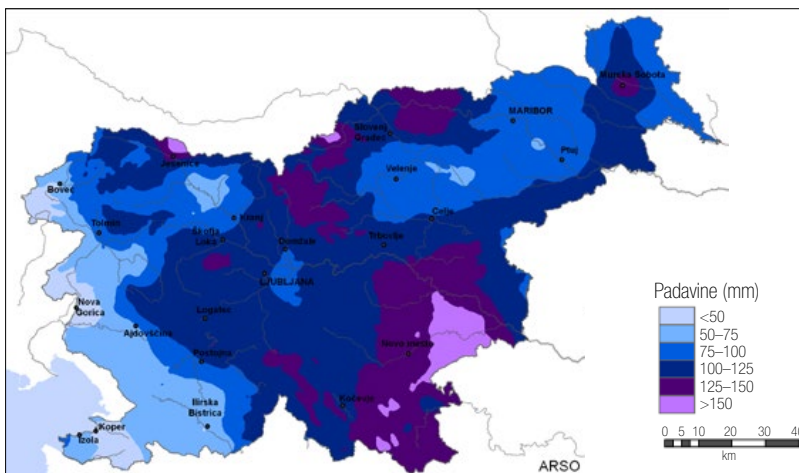 Murska Sobota
MARIBOR
Slovenj
Gradec
Jesenice
Ptuj
Velenje
Bovec
Celje
Kranj
Tolmin
Škofja
Loka
Domžale
Trbovlje
LJUBLJANA
Nova
Gorica
Logatec
Ajdovščina
Novo mesto
Postojna
Kočevje
Ilirska
Bistrica
Koper
Izola
Padavine (mm)
<50
50–75
75–100
100–125
125–150
>150
0 5 10 20 30 40
km
ARSO